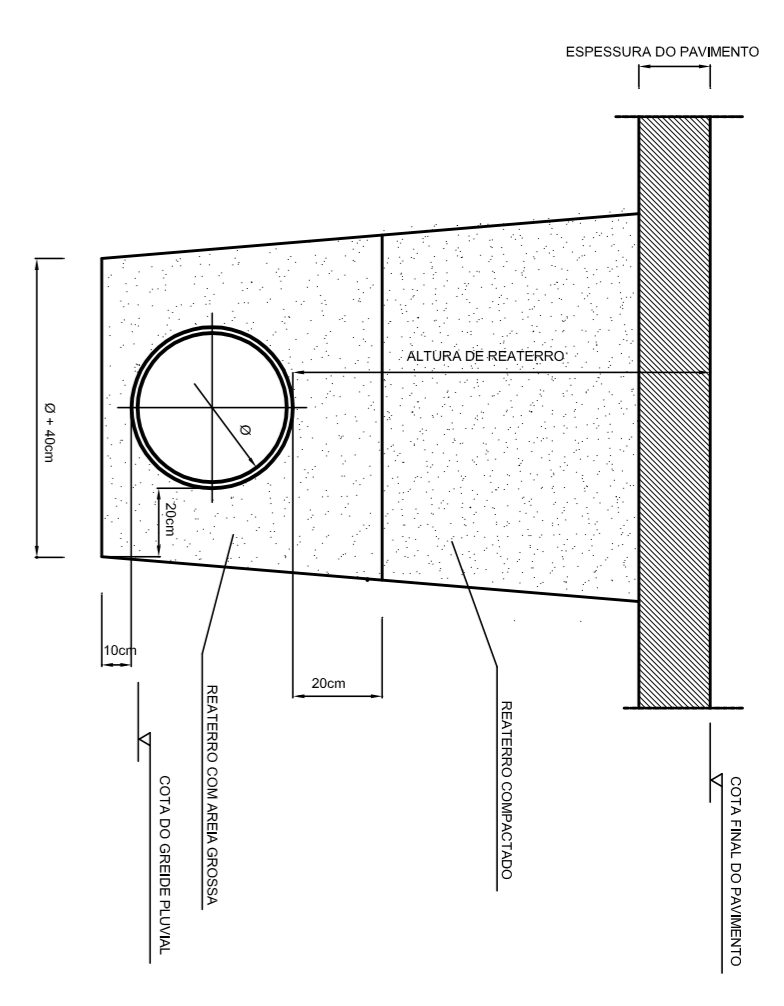 ESPESSURA DO PAVIMENTO
ALTURA DE REATERRO
Ø + 40cm
Ø
20cm
10cm
20cm
REATERRO COM AREIA GROSSA
REATERRO COMPACTADO
COTA DO GREIDE PLUVIAL
COTA FINAL DO PAVIMENTO